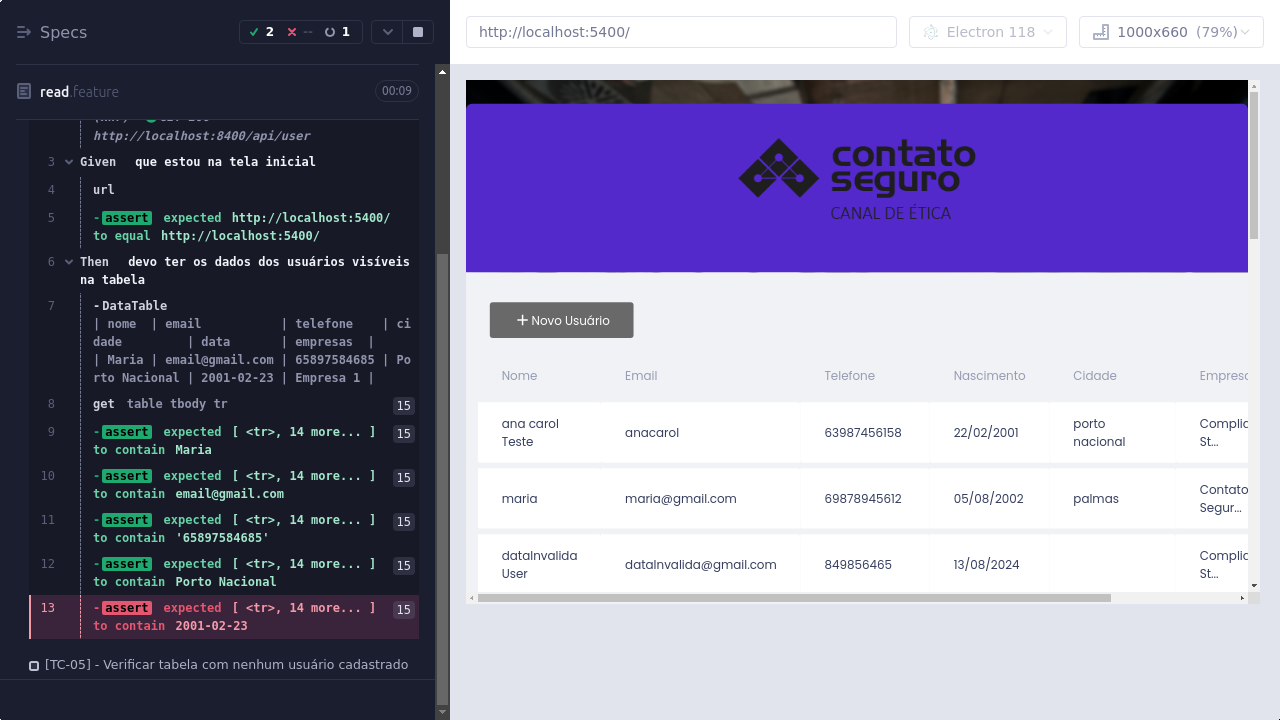 Specs
2
--
1
http://localhost:5400/
Electron 118
1000x660 (79%)
read.feature
00:09
http://localhost:8400/api/user
3 Given que estou na tela inicial
4 url
5 -assert expected http://localhost:5400/
to equal http://localhost:5400/
6 Then devo ter os dados dos usuários visíveis
na tabela
7 -DataTable
| nome | email | telefone | ci
dade | data | empresas |
| Maria | email@gmail.com | 65897584685 | Po
rto Nacional | 2001-02-23 | Empresa 1 |
8 get table tbody tr 15
9 -assert expected [ <tr>, 14 more... ] 15
to contain Maria
10 -assert expected [ <tr>, 14 more... ] 15
to contain email@gmail.com
11 -assert expected [ <tr>, 14 more... ] 15
to contain '65897584685'
12 -assert expected [ <tr>, 14 more... ] 15
to contain Porto Nacional
13 -assert expected [ <tr>, 14 more... ] 15
to contain 2001-02-23
[TC-05] - Verificar tabela com nenhum usuário cadastrado
contato
seguro
CANAL DE ÉTICA
+ Novo Usuário
Nome Email Telefone Nascimento Cidade Empresa
ana carol
Teste
anacarol 63987456158 22/02/2001
porto
nacional
Complic
St...
maria maria@gmail.com 69878945612 05/08/2002 palmas
Contato
Segur...
dataInvalida
User
dataInvalida@gmail.com 849856465 13/08/2024
Complic
St...